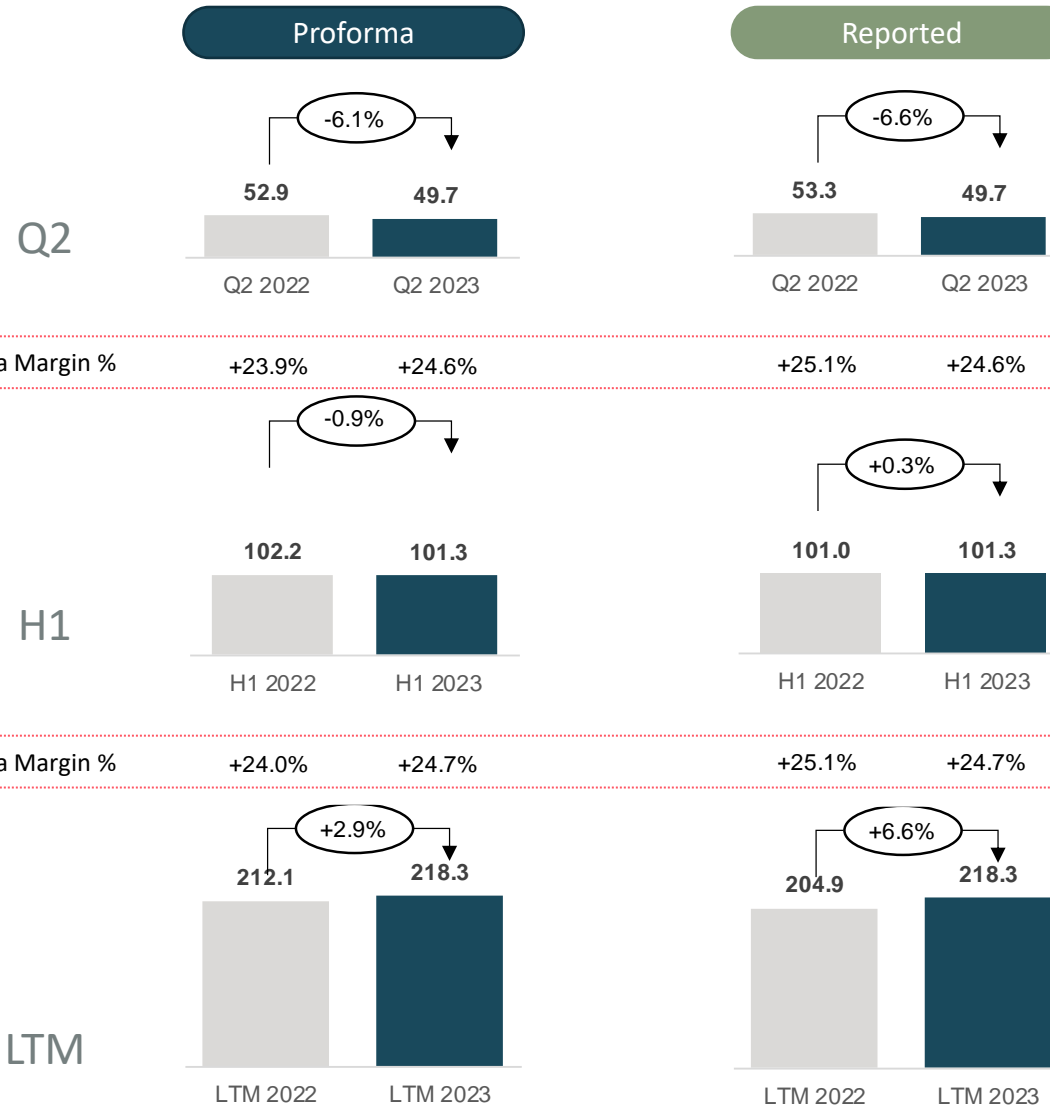 Proforma Reported
-6.1% -6.6%
52.9 49.7 53.3 49.7
Q2
Q2 2022 Q2 2023 Q2 2022 Q2 2023
a Margin % +23.9% +24.6% +25.1% +24.6%
-0.9%
+0.3%
102.2 101.3 101.0 101.3
H1
H1 2022 H1 2023 H1 2022 H1 2023
a Margin % +24.0% +24.7% +25.1% +24.7%
+2.9% +6.6%
212.1 218.3 204.9 218.3
LTM
LTM 2022 LTM 2023 LTM 2022 LTM 2023